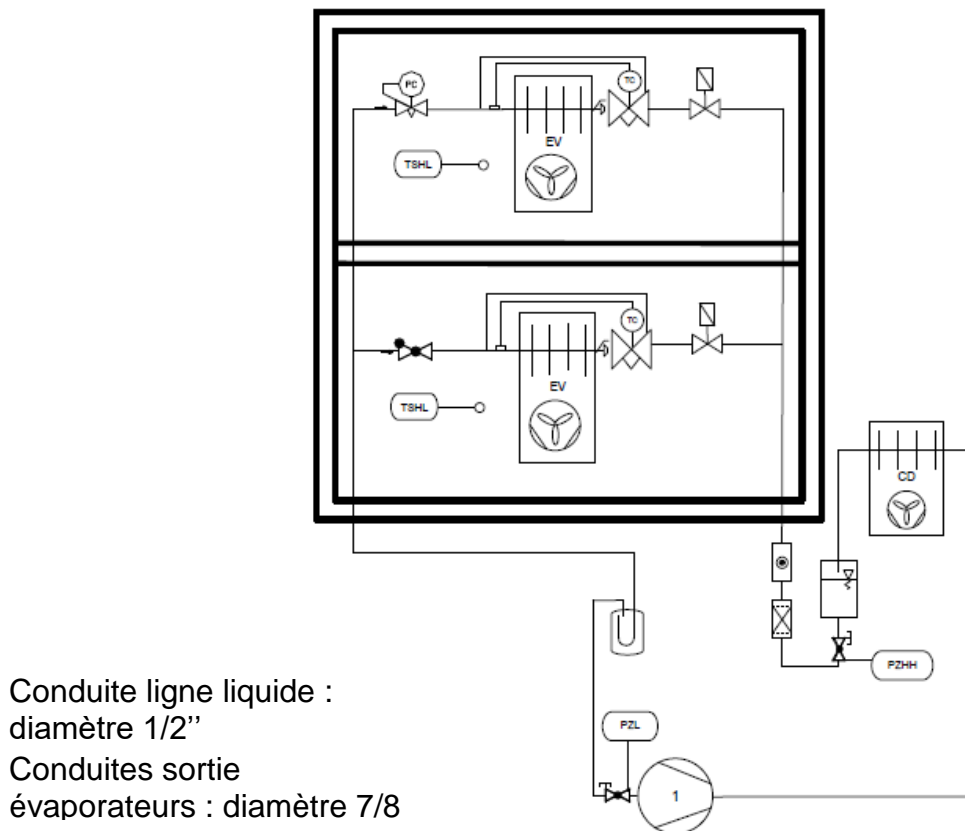 PC
TC
EV
TSHL
TC
EV
TSHL
CD
PZHH
PZL
1
Conduite ligne liquide :
diamètre 1/2’’
Conduites sortie
évaporateurs : diamètre 7/8